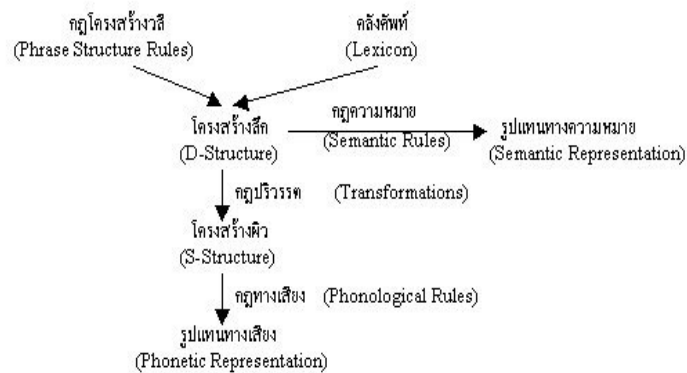 กฎโครงสร้างวลี
(Phrase Structure Rules)
คลังศัพท์
(Lexicon)
โครงสร้างลึก
(D-Structure)
กฎความหมาย
(Semantic Rules)
รูปแทนทางความหมาย
(Semantic Representation)
กฎปริวรรต (Transformations)
โครงสร้างผิว
(S-Structure)
กฎทางเสียง (Phonological Rules)
รูปแทนทางเสียง
(Phonetic Representation)